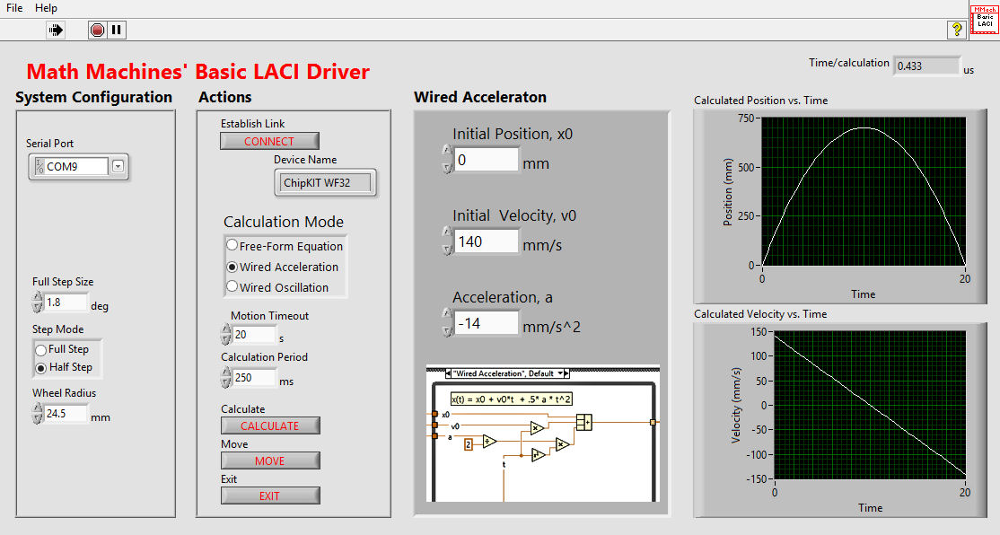 File Help
MMach
Basic
LACI
?
Math Machines' Basic LACI Driver
Time/calculation 0.433 us
System Configuration
Serial Port
I/O COM9
Full Step Size
1.8 deg
Step Mode
Full Step
Half Step
Wheel Radius
24.5 mm
Actions
Establish Link
CONNECT
Device Name
ChipKIT WF32
Calculation Mode
Free-Form Equation
Wired Acceleration
Wired Oscillation
Motion Timeout
20 s
Calculation Period
250 ms
Calculate
CALCULATE
Move
MOVE
Exit
EXIT
Wired Acceleraton
Initial Position, x0
0 mm
Initial Velocity, v0
140 mm/s
Acceleration, a
-14 mm/s^2
"Wired Acceleration", Default
x(t) = x0 + v0*t + .5* a * t^2
x0
v0
a
2
t
Calculated Position vs. Time
Position (mm)
750
500
250
0
0 20
Time
Calculated Velocity vs. Time
Velocity (mm/s)
150
100
50
0
-50
-100
-150
0 20
Time